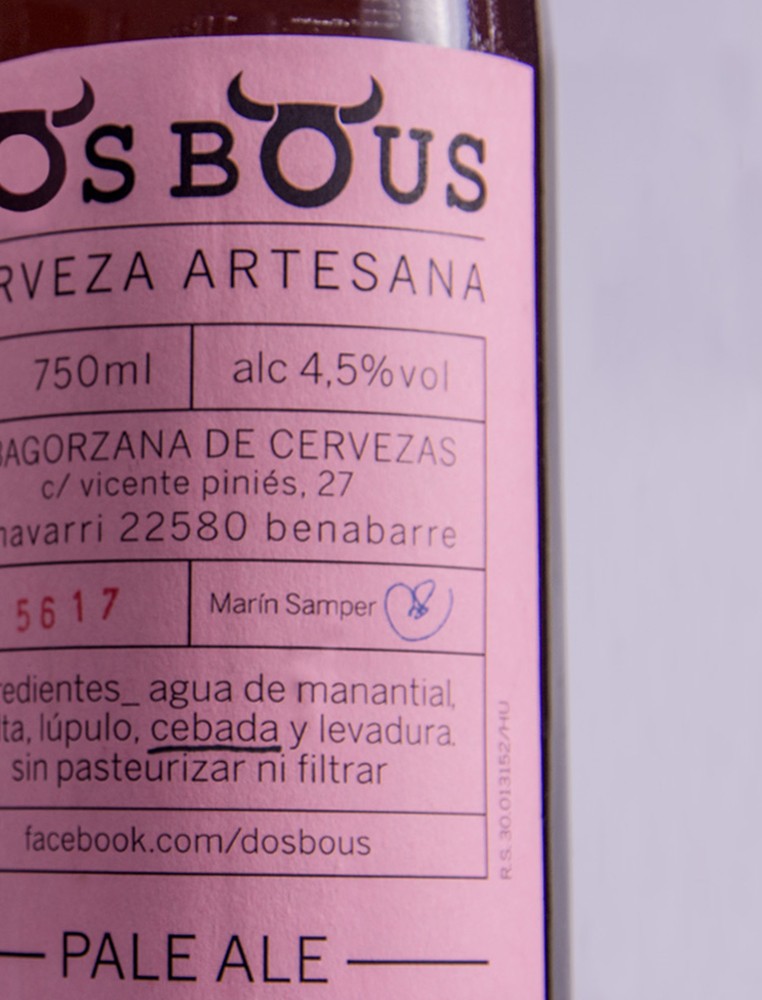 OS BOUS
RVEZA ARTESANA
750ml
alc 4,5% vol
BAGORZANA DE CERVEZAS
c/ vicente piniés, 27
navarri 22580 benabarre
5617
Marín Samper
redientes_ agua de manantial,
lta, lúpulo, cebada y levadura.
sin pasteurizar ni filtrar
facebook.com/dosbous
R.S. 30.013152/HU
PALE ALE